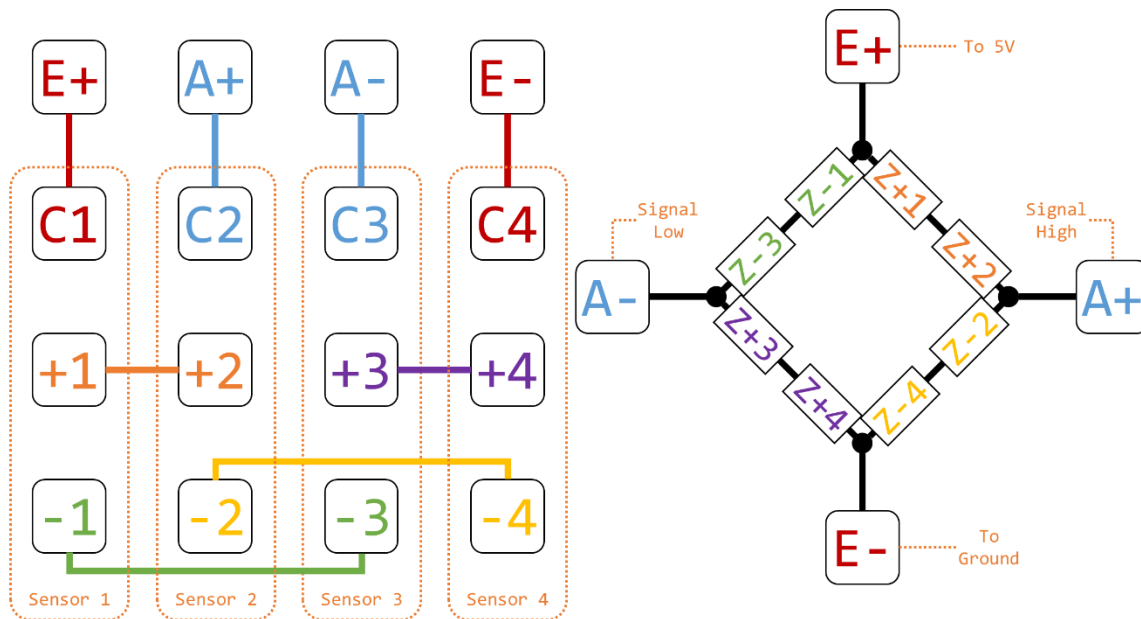 E+ A+ A- E-
C1 C2 C3 C4
+1 +2 +3 +4
-1 -2 -3 -4
Sensor 1 Sensor 2 Sensor 3 Sensor 4
E+
To 5V
Z-1
Z+1
Z-3
Z+2
Signal
Low
Signal
High
A-
A+
Z+3
Z-2
Z+4
Z-4
E-
To
Ground